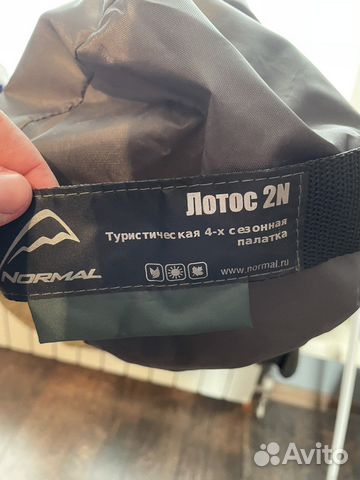 Лотос 2N
Туристическая 4-х сезонная
палатка
NORMAL
www.normal.ru
Avito